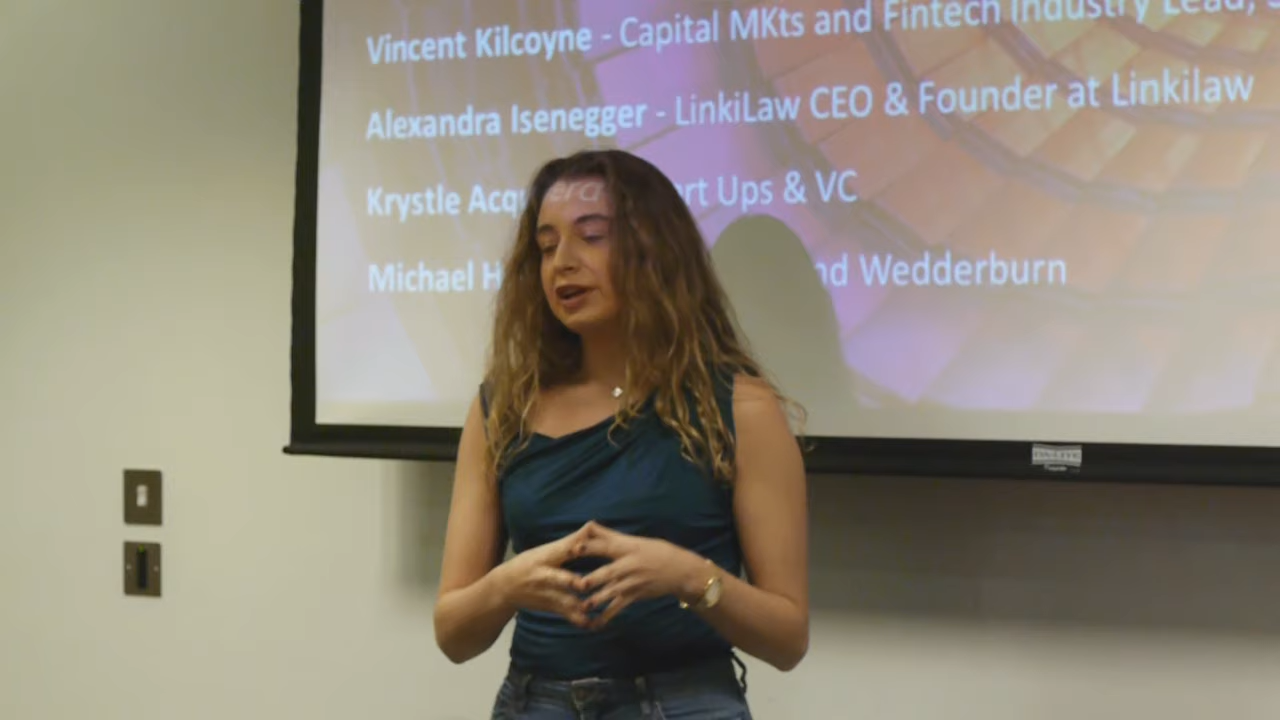 Vincent Kilcoyne - Capital MKts and Fintech Industry Lead,
Alexandra Isenegger - LinkiLaw CEO & Founder at Linkilaw
Krystle Acq rt Ups & VC
Michael H nd Wedderburn